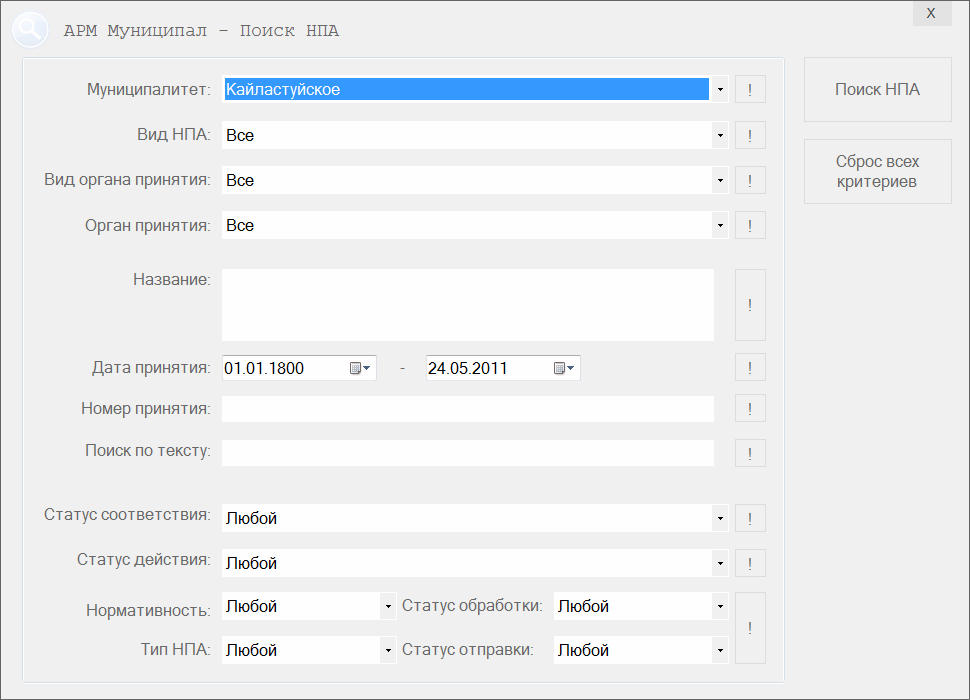 АРМ Муниципал - Поиск НПА
X
Муниципалитет: Кайластуйское !
Вид НПА: Все !
Вид органа принятия: Все !
Орган принятия: Все !
Название: !
Дата принятия: 01.01.1800 - 24.05.2011 !
Номер принятия: !
Поиск по тексту: !
Статус соответствия: Любой !
Статус действия: Любой !
Нормативность: Любой Статус обработки: Любой !
Тип НПА: Любой Статус отправки: Любой
Поиск НПА
Сброс всех
критериев